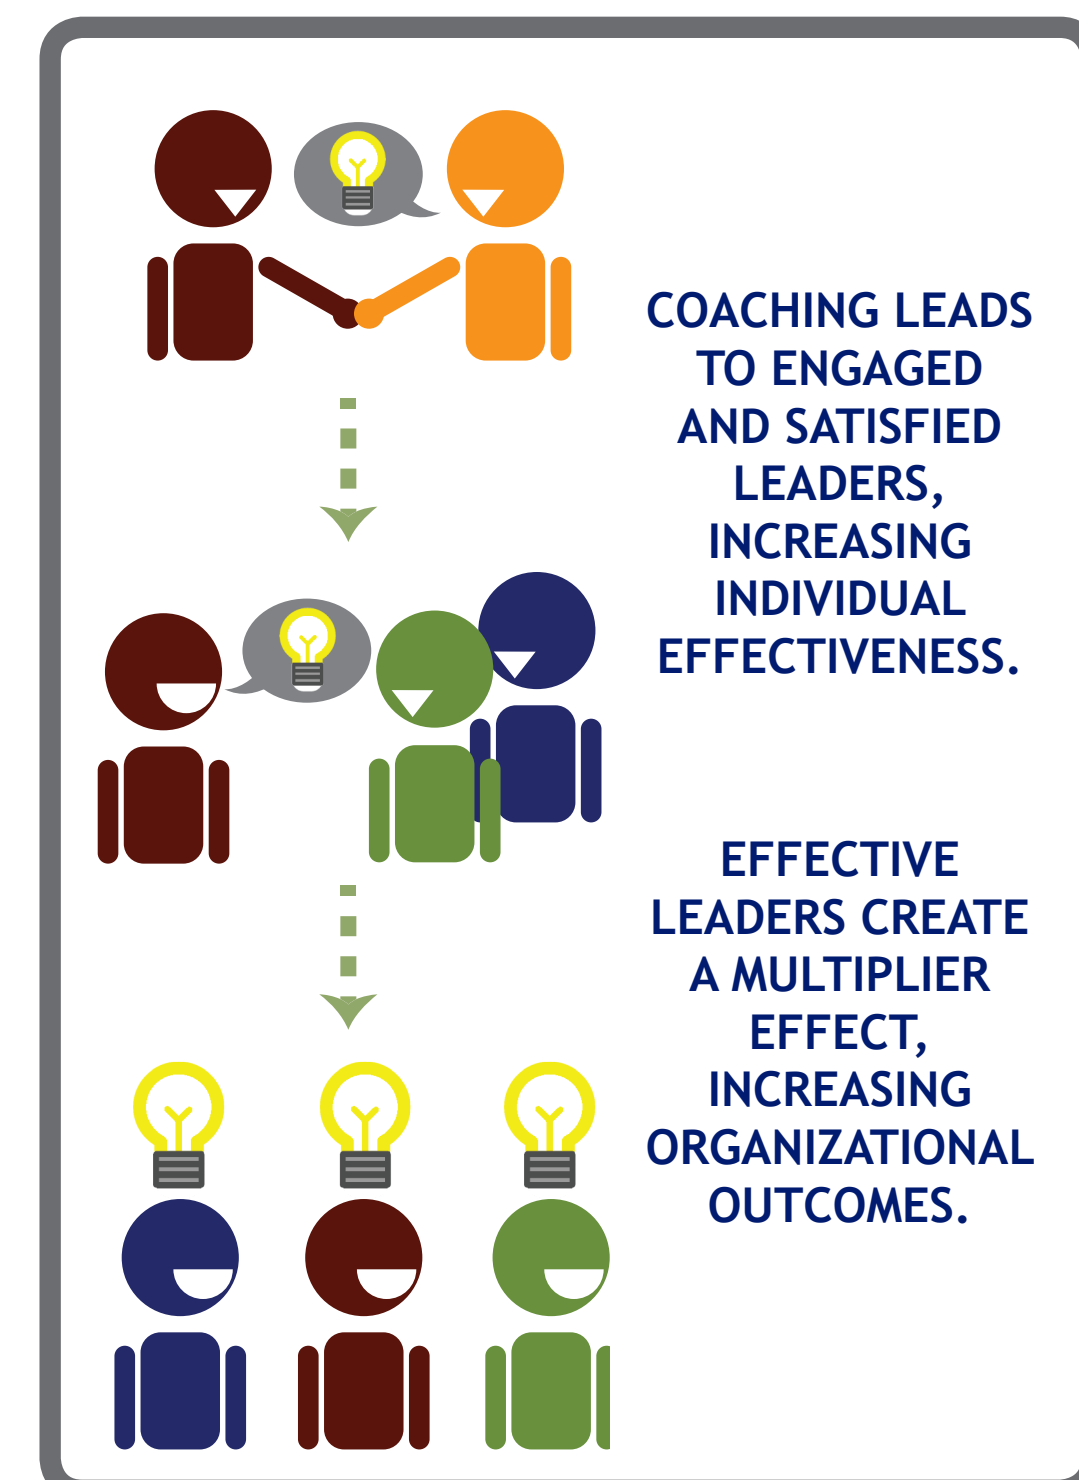 COACHING LEADS
TO ENGAGED
AND SATISFIED
LEADERS,
INCREASING
INDIVIDUAL
EFFECTIVENESS.
EFFECTIVE
LEADERS CREATE
A MULTIPLIER
EFFECT,
INCREASING
ORGANIZATIONAL
OUTCOMES.